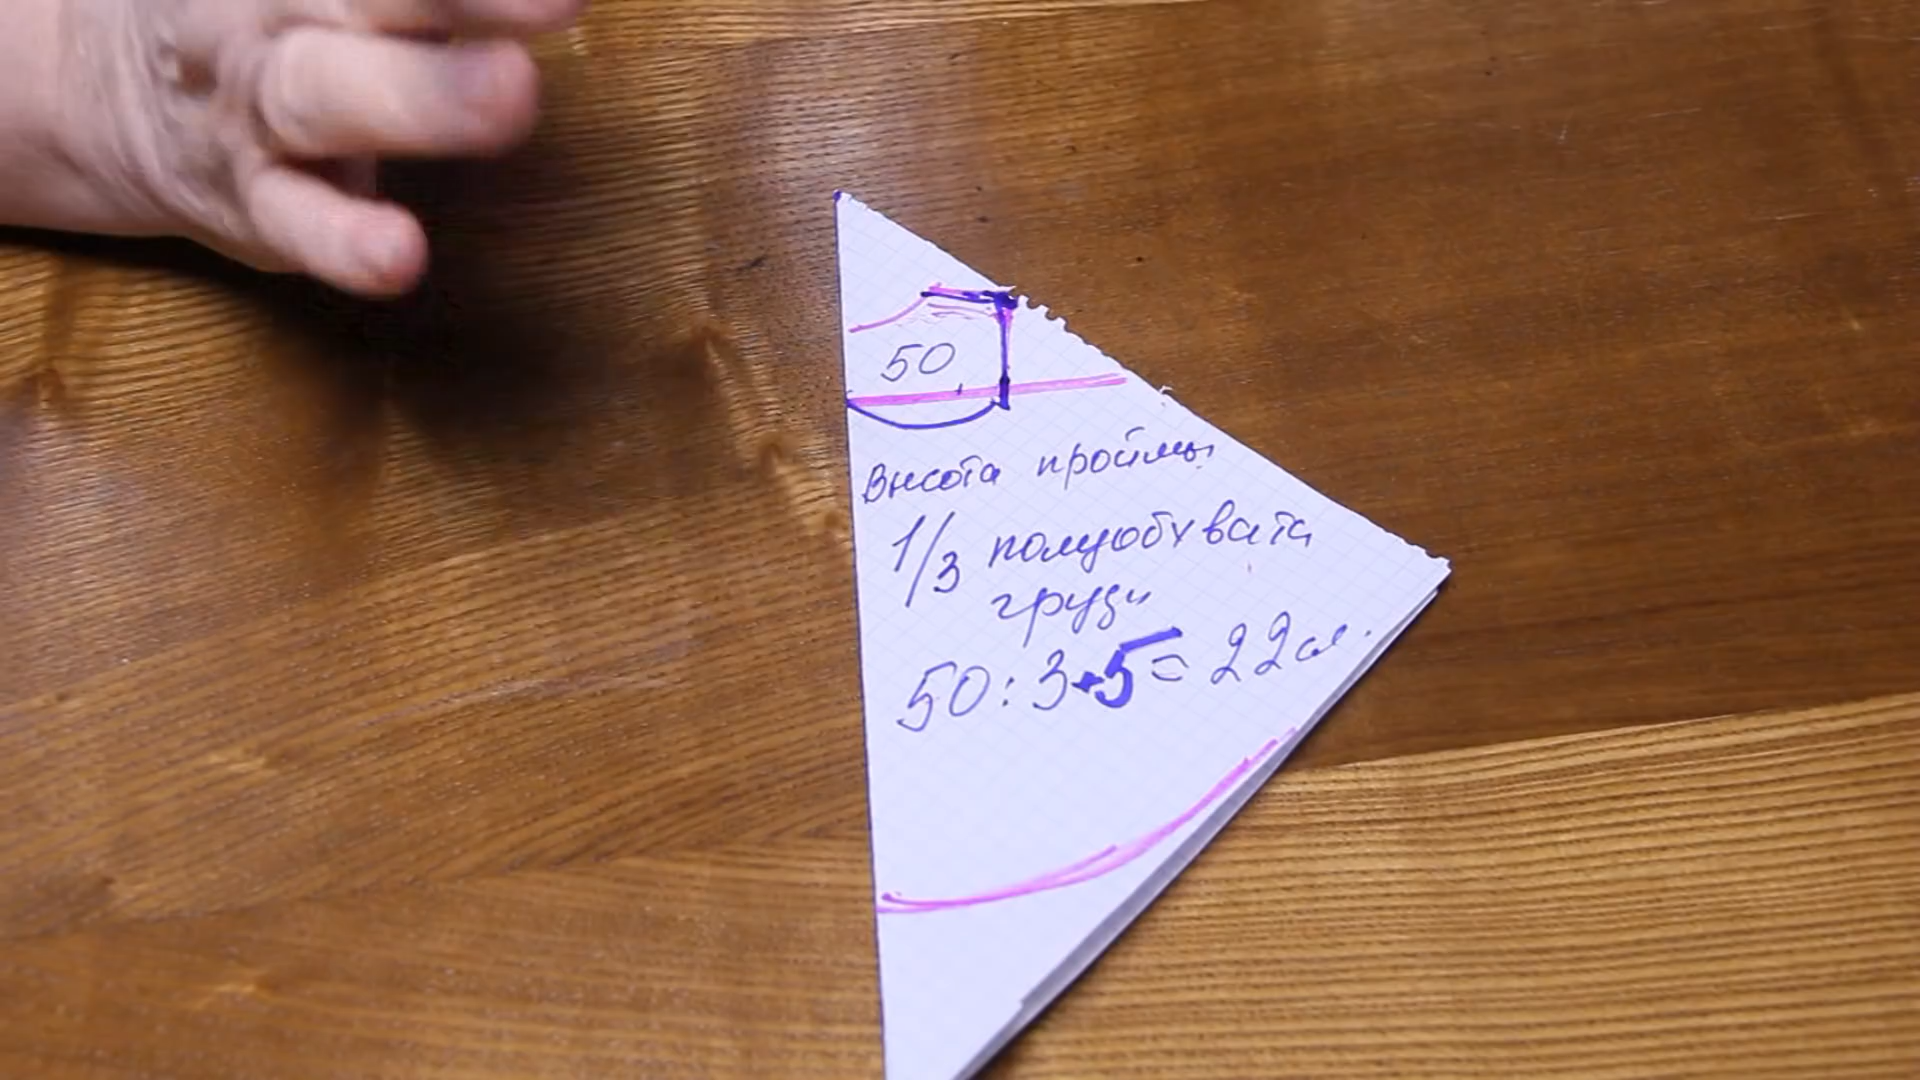 50
Высота проймы
1/3 полуобхвата
груди
50:3+5=22см.